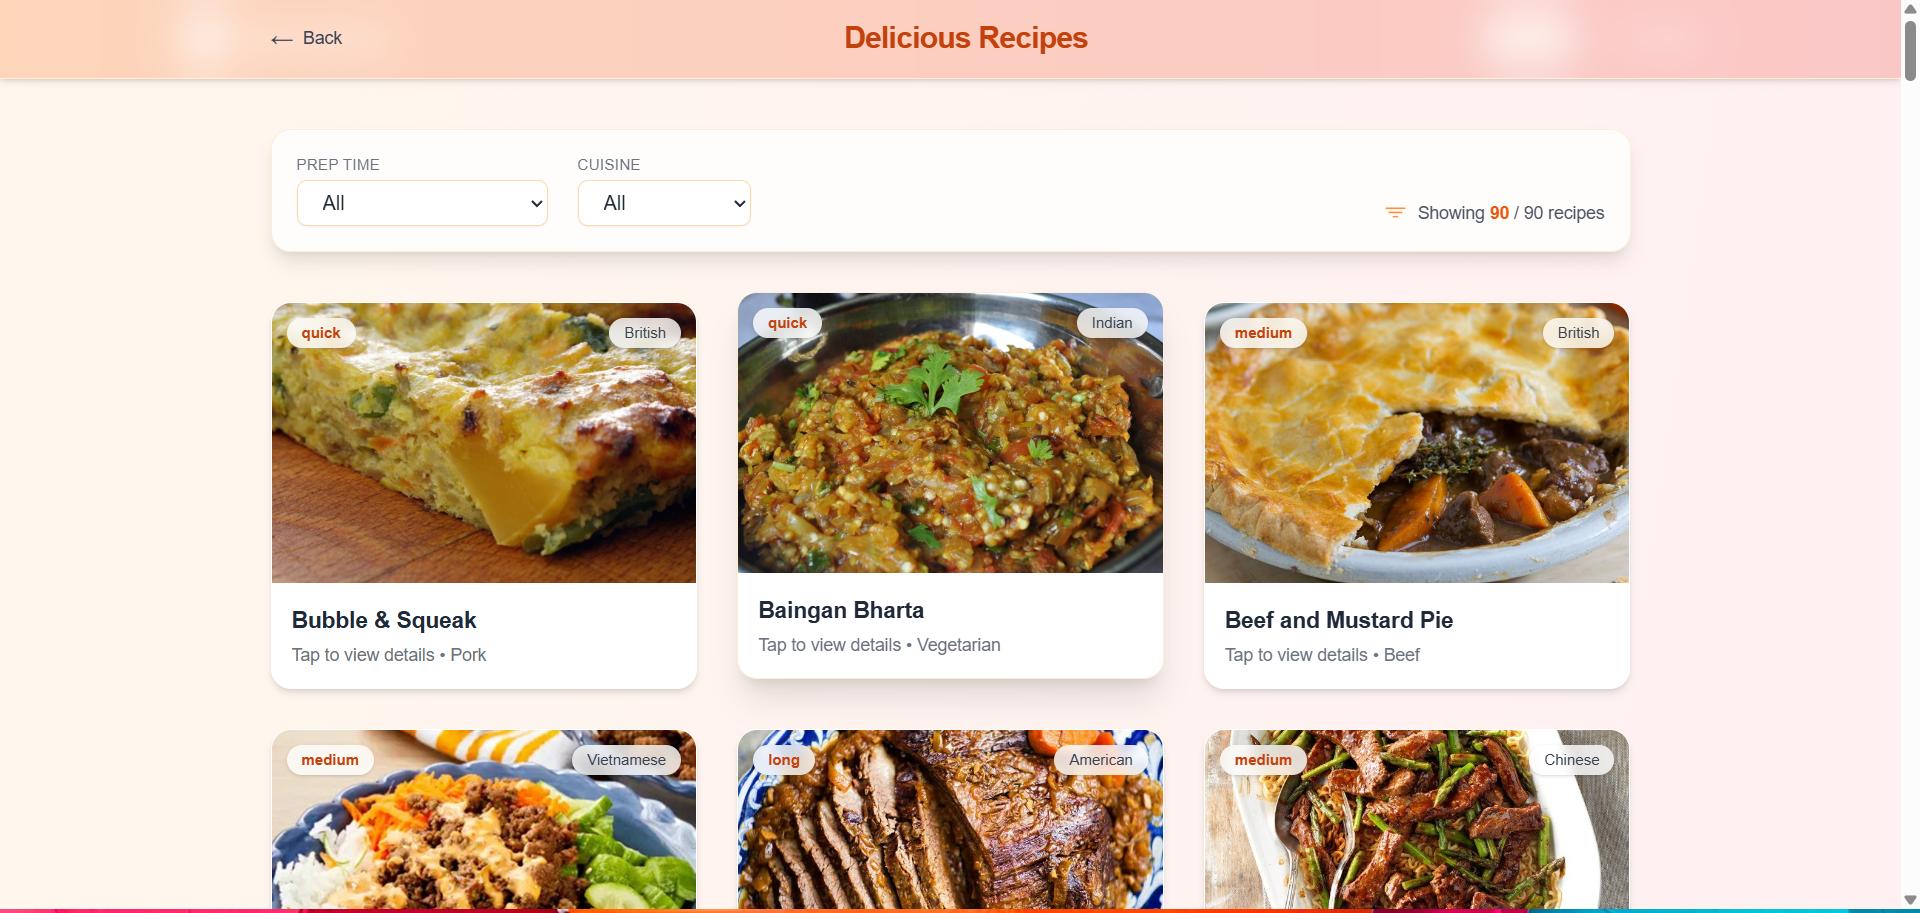 Back
Delicious Recipes
PREP TIME
CUISINE
All
All
Showing 90 / 90 recipes
quick
British
quick
Indian
medium
British
Bubble & Squeak
Tap to view details • Pork
Baingan Bharta
Tap to view details • Vegetarian
Beef and Mustard Pie
Tap to view details • Beef
medium
Vietnamese
long
American
medium
Chinese